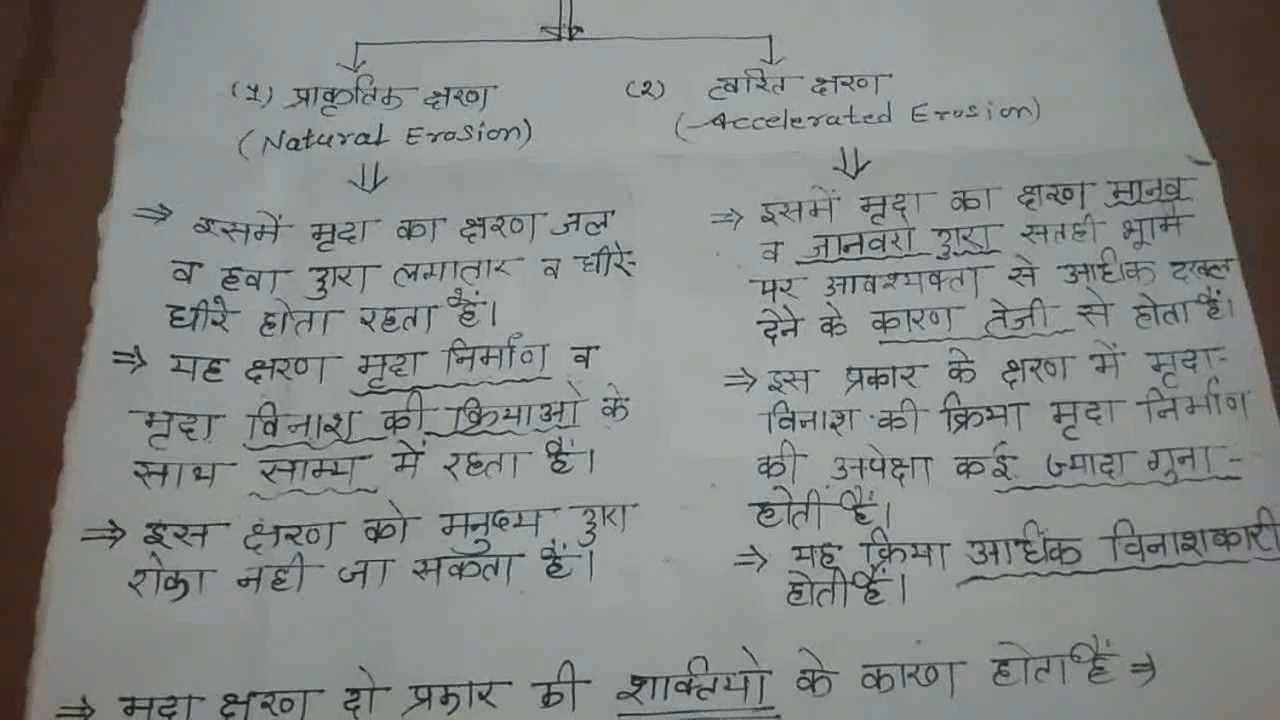 (१) प्राकृतिक क्षरण
(Natural Erosion)
⇒ इसमें मृदा का क्षरण जल
व हवा द्वारा लगातार व धीरे-
धीरे होता रहता हैं।
⇒ यह क्षरण मृदा निर्माण व
मृदा विनाश की क्रियाओं के
साथ साम्य में रहता हैं।
⇒ इस क्षरण को मनुष्य द्वारा
रोका नही जा सकता हैं।
(२) त्वरित क्षरण
(Accelerated Erosion)
⇒ इसमें मृदा का क्षरण मानव
व जानवरों द्वारा सतही भूमि
पर आवश्यकता से अधिक दखल
देने के कारण तेजी से होता हैं।
⇒ इस प्रकार के क्षरण में मृदा-
विनाश की क्रिया मृदा निर्माण
की अपेक्षा कई ज्यादा गुना -
होती हैं।
⇒ यह क्रिया अधिक विनाशकारी
होती हैं।
⇒ मृदा क्षरण दो प्रकार की शक्तियो के कारण होता हैं ⇒